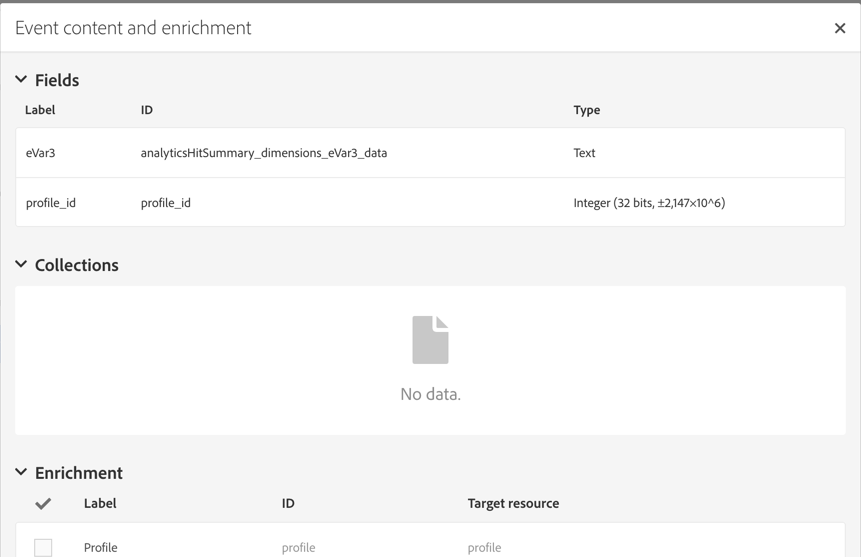 Event content and enrichment
Fields
Label ID Type
eVar3 analyticsHitSummary_dimensions_eVar3_data Text
profile_id profile_id Integer (32 bits, ±2,147×10^6)
Collections
No data.
Enrichment
Label ID Target resource
Profile profile profile